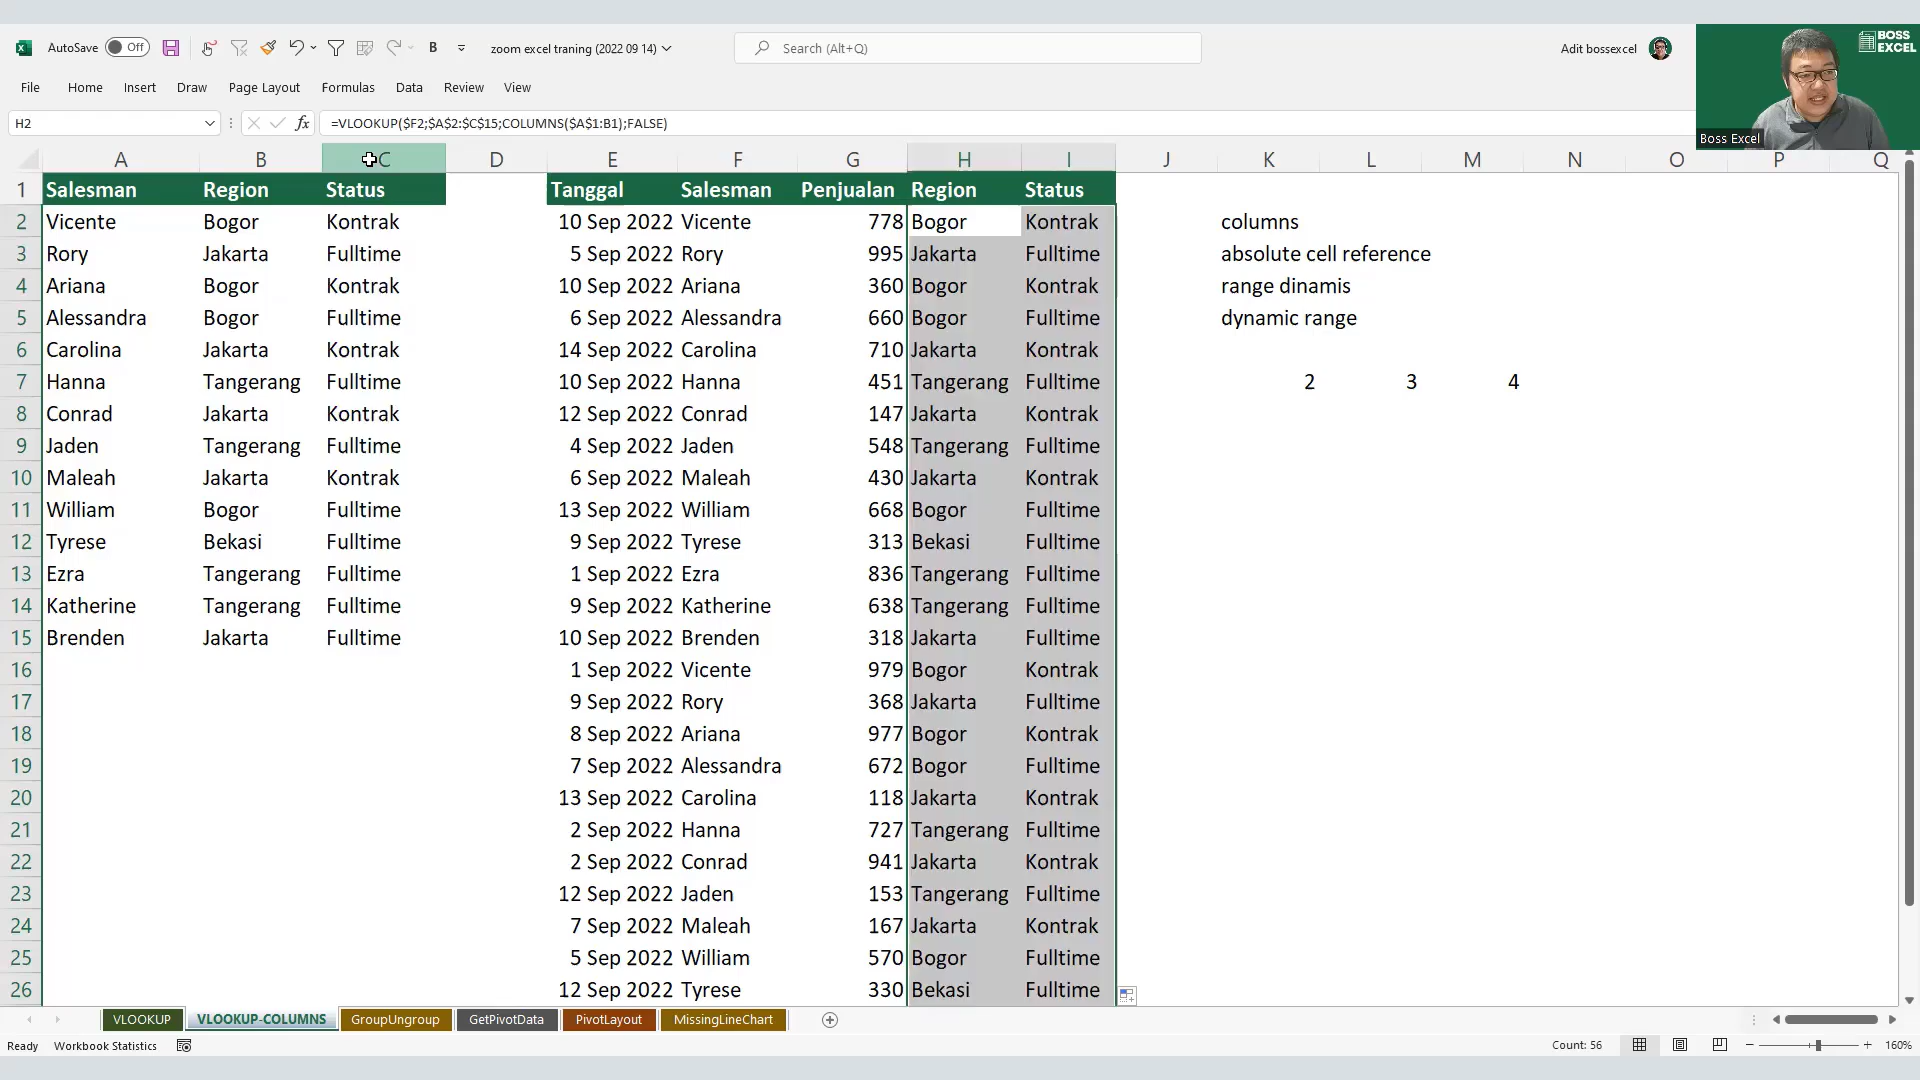 AutoSave Off B zoom excel traning (2022 09 14) Search (Alt+Q) Adit bossexcel
BOSS
EXCEL
File Home Insert Draw Page Layout Formulas Data Review View
H2 fx =VLOOKUP($F2;$A$2:$C$15;COLUMNS($A$1:B1);FALSE)
Boss Excel
A B C D E F G H I J K L M N O P Q
1 Salesman Region Status Tanggal Salesman Penjualan Region Status
2 Vicente Bogor Kontrak 10 Sep 2022 Vicente 778 Bogor Kontrak columns
3 Rory Jakarta Fulltime 5 Sep 2022 Rory 995 Jakarta Fulltime absolute cell reference
4 Ariana Bogor Kontrak 10 Sep 2022 Ariana 360 Bogor Kontrak range dinamis
5 Alessandra Bogor Fulltime 6 Sep 2022 Alessandra 660 Bogor Fulltime dynamic range
6 Carolina Jakarta Kontrak 14 Sep 2022 Carolina 710 Jakarta Kontrak
7 Hanna Tangerang Fulltime 10 Sep 2022 Hanna 451 Tangerang Fulltime 2 3 4
8 Conrad Jakarta Kontrak 12 Sep 2022 Conrad 147 Jakarta Kontrak
9 Jaden Tangerang Fulltime 4 Sep 2022 Jaden 548 Tangerang Fulltime
10 Maleah Jakarta Kontrak 6 Sep 2022 Maleah 430 Jakarta Kontrak
11 William Bogor Fulltime 13 Sep 2022 William 668 Bogor Fulltime
12 Tyrese Bekasi Fulltime 9 Sep 2022 Tyrese 313 Bekasi Fulltime
13 Ezra Tangerang Fulltime 1 Sep 2022 Ezra 836 Tangerang Fulltime
14 Katherine Tangerang Fulltime 9 Sep 2022 Katherine 638 Tangerang Fulltime
15 Brenden Jakarta Fulltime 10 Sep 2022 Brenden 318 Jakarta Fulltime
16 1 Sep 2022 Vicente 979 Bogor Kontrak
17 9 Sep 2022 Rory 368 Jakarta Fulltime
18 8 Sep 2022 Ariana 977 Bogor Kontrak
19 7 Sep 2022 Alessandra 672 Bogor Fulltime
20 13 Sep 2022 Carolina 118 Jakarta Kontrak
21 2 Sep 2022 Hanna 727 Tangerang Fulltime
22 2 Sep 2022 Conrad 941 Jakarta Kontrak
23 12 Sep 2022 Jaden 153 Tangerang Fulltime
24 7 Sep 2022 Maleah 167 Jakarta Kontrak
25 5 Sep 2022 William 570 Bogor Fulltime
26 12 Sep 2022 Tyrese 330 Bekasi Fulltime
VLOOKUP VLOOKUP-COLUMNS GroupUngroup GetPivotData PivotLayout MissingLineChart
Ready Workbook Statistics Count: 56 160%